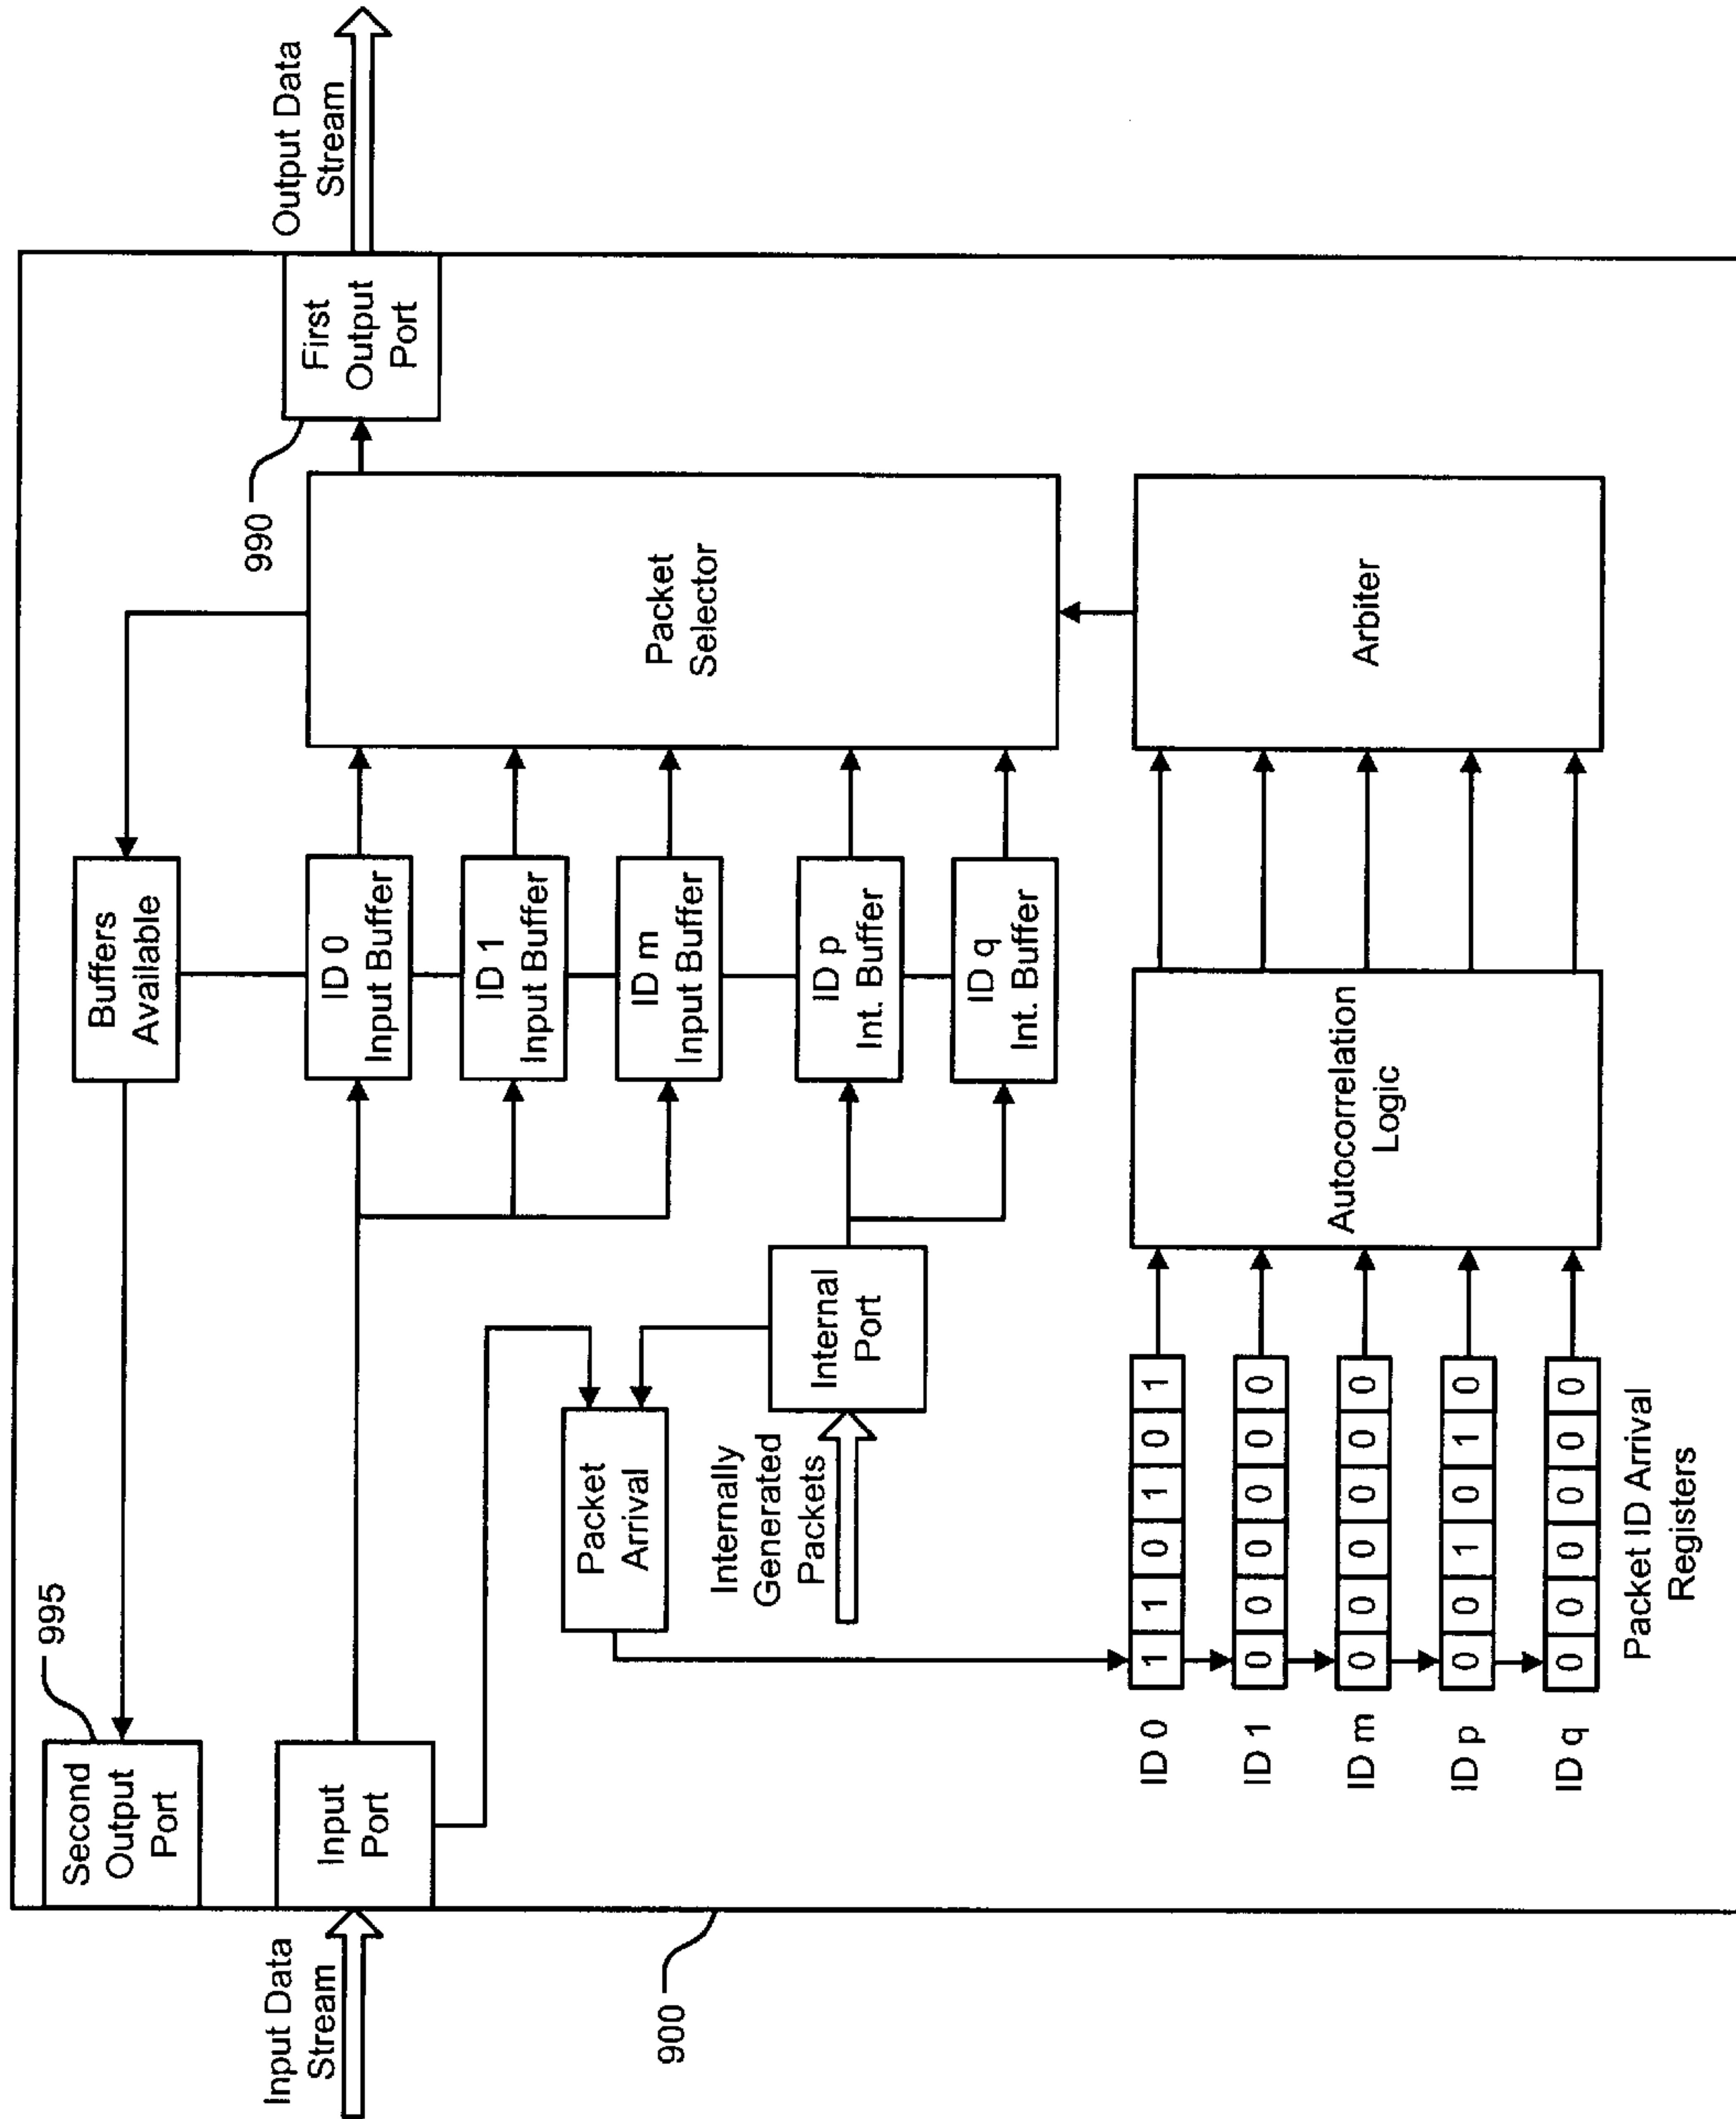 Input Data
Stream
900
Second
Output
Port
995
Input
Port
Buffers
Available
ID 0
Input Buffer
ID 1
Input Buffer
ID m
Input Buffer
ID p
Int. Buffer
ID q
Int. Buffer
Packet
Selector
990
First
Output
Port
Output Data
Stream
Packet
Arrival
Internally
Generated
Packets
Internal
Port
ID 0
1 1 0 1 0 1
ID 1
0 0 0 0 0 0
ID m
0 0 0 0 0 0
ID p
0 0 1 0 1 0
ID q
0 0 0 0 0 0
Packet ID Arrival
Registers
Autocorrelation
Logic
Arbiter